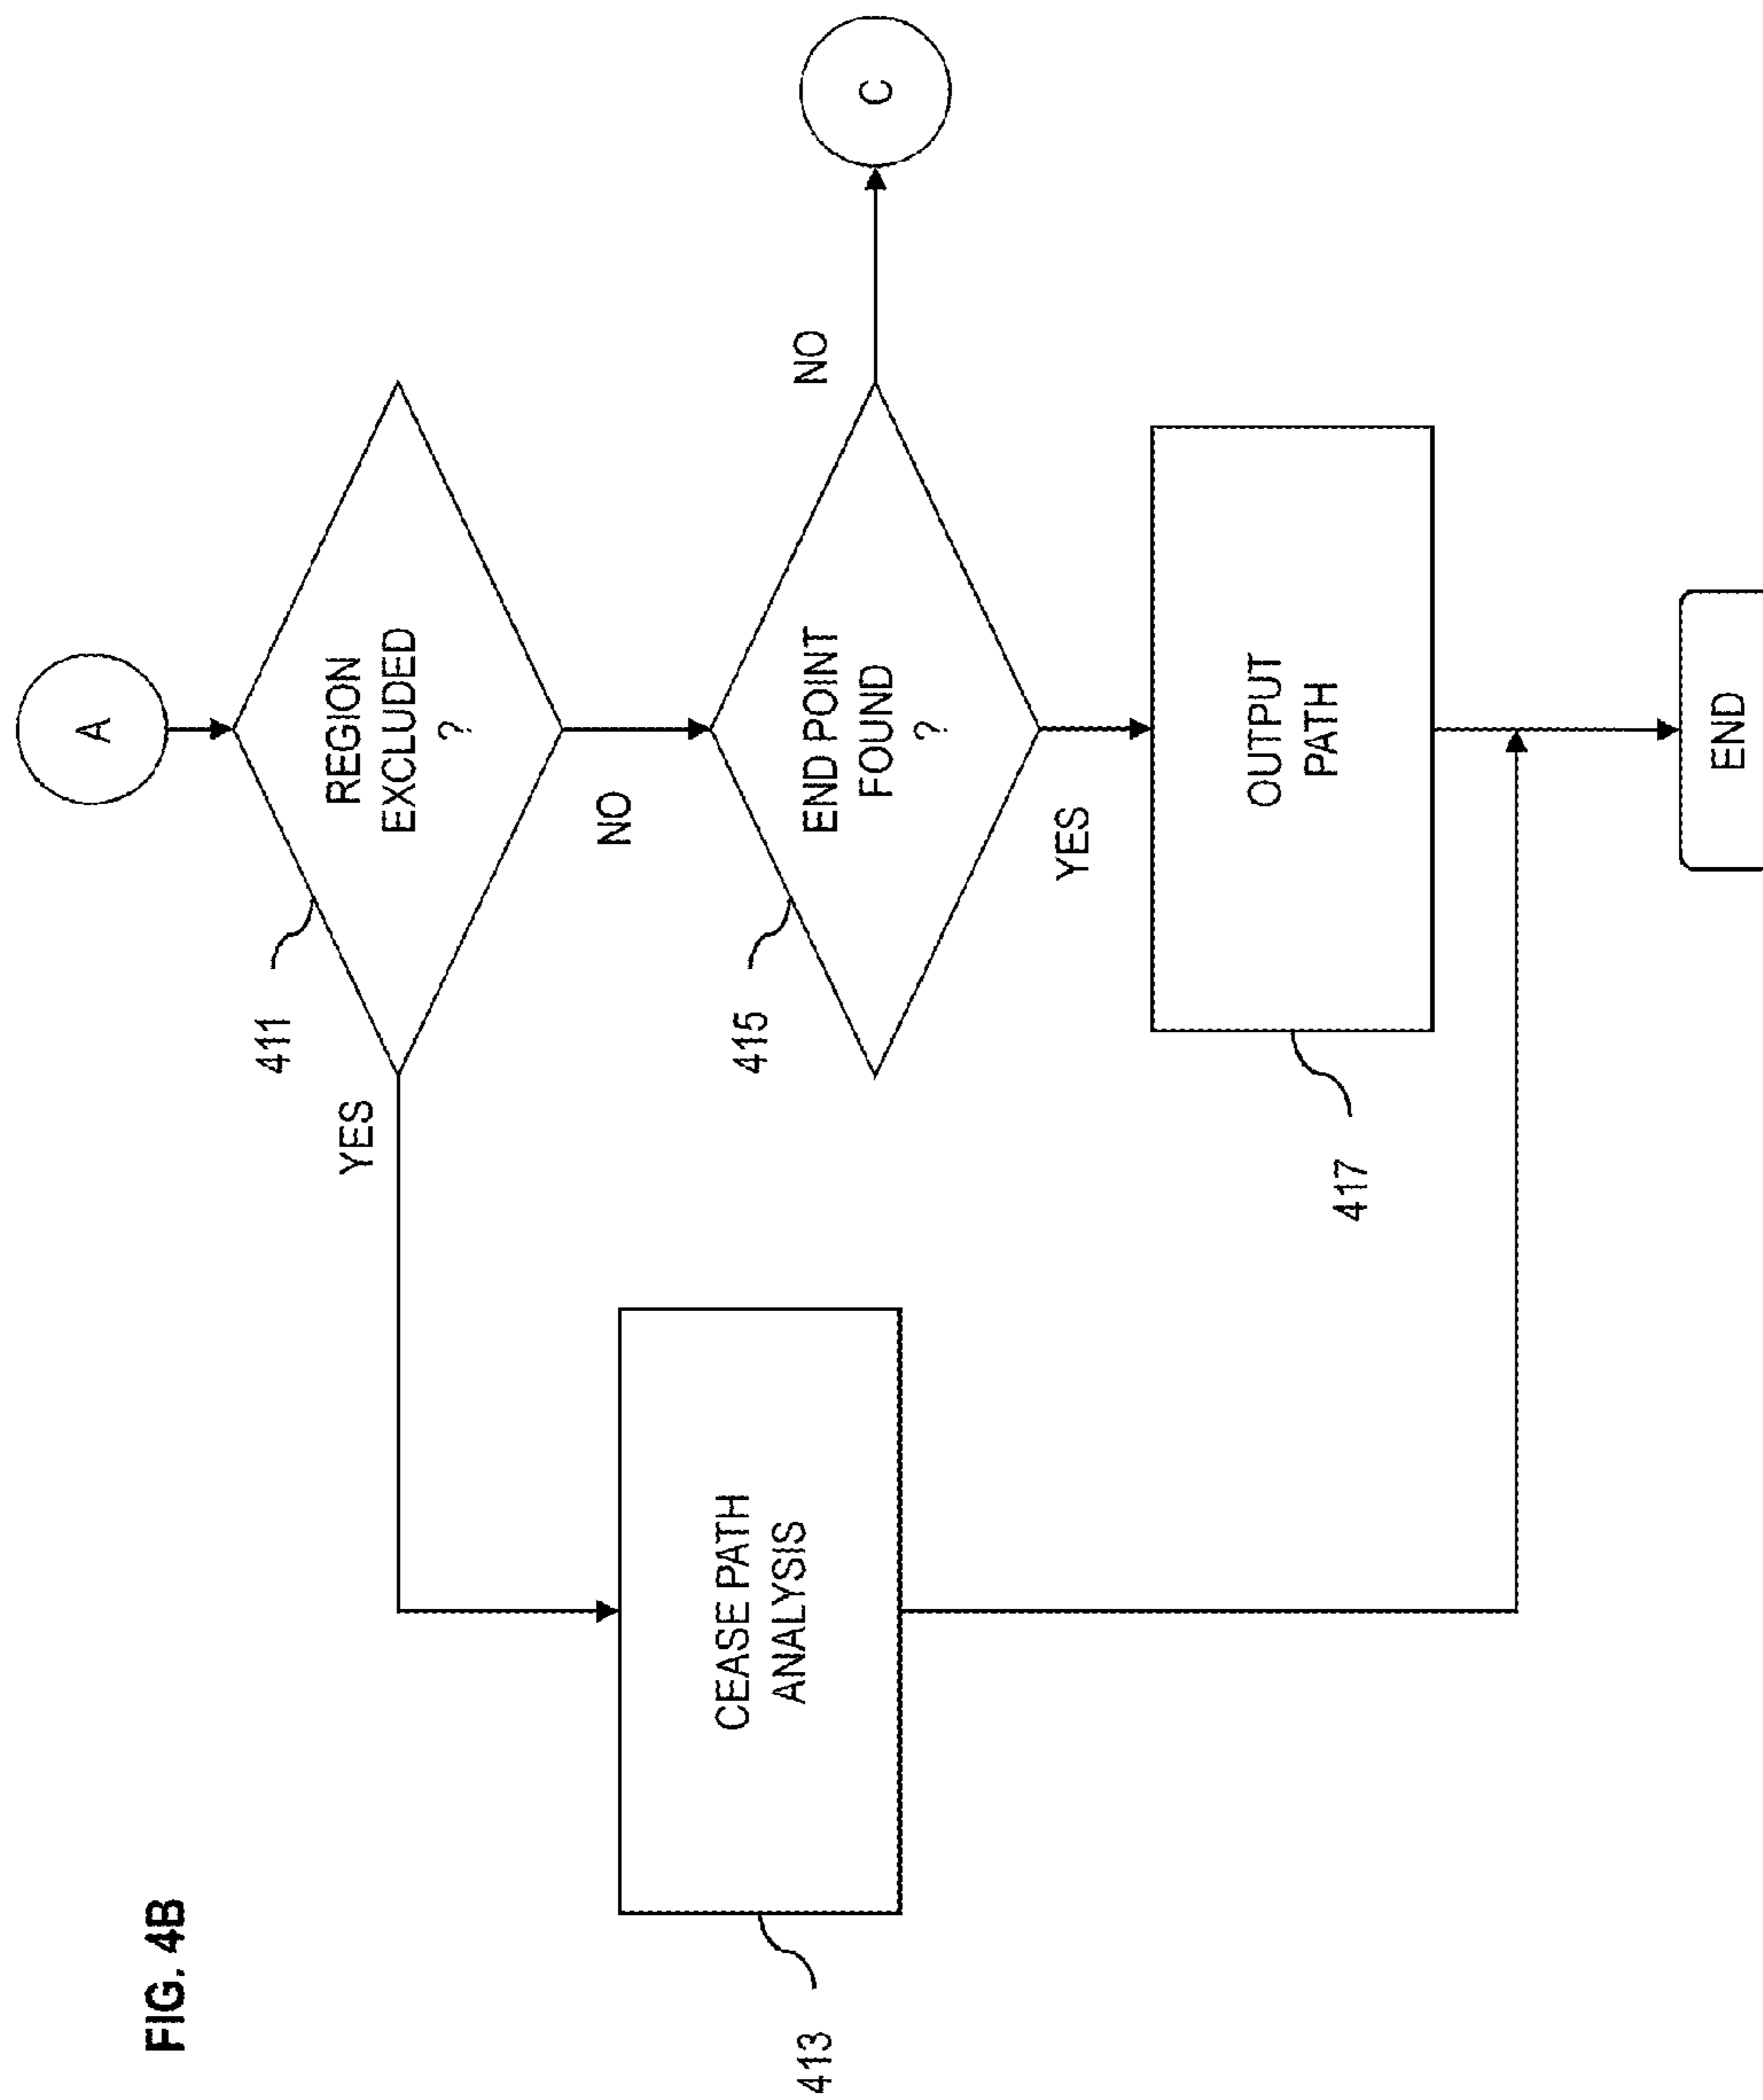 FIG. 4B
A
411
REGION
EXCLUDED
?
YES
NO
413
CEASE PATH
ANALYSIS
415
END POINT
FOUND
?
NO
C
YES
417
OUTPUT
PATH
END